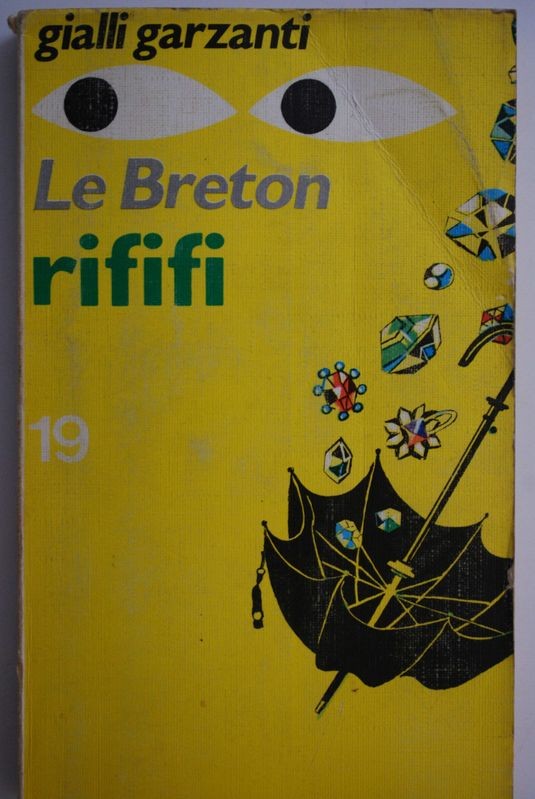 gialli garzanti
Le Breton
rififi
19